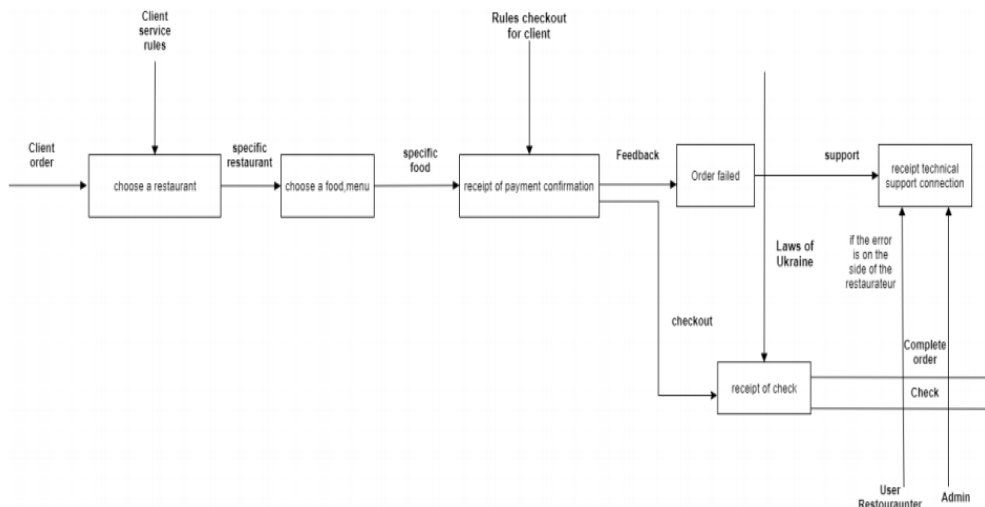 Client
service
rules
Rules checkout
for client
Client
order
choose a restaurant
specific
restaurant
choose a food,menu
specific
food
receipt of payment confirmation
Feedback
Order failed
support
receipt technical
support connection
Laws of
Ukraine
if the error
is on the
side of the
restaurateur
checkout
receipt of check
Complete
order
Check
User
Restouraunter
Admin